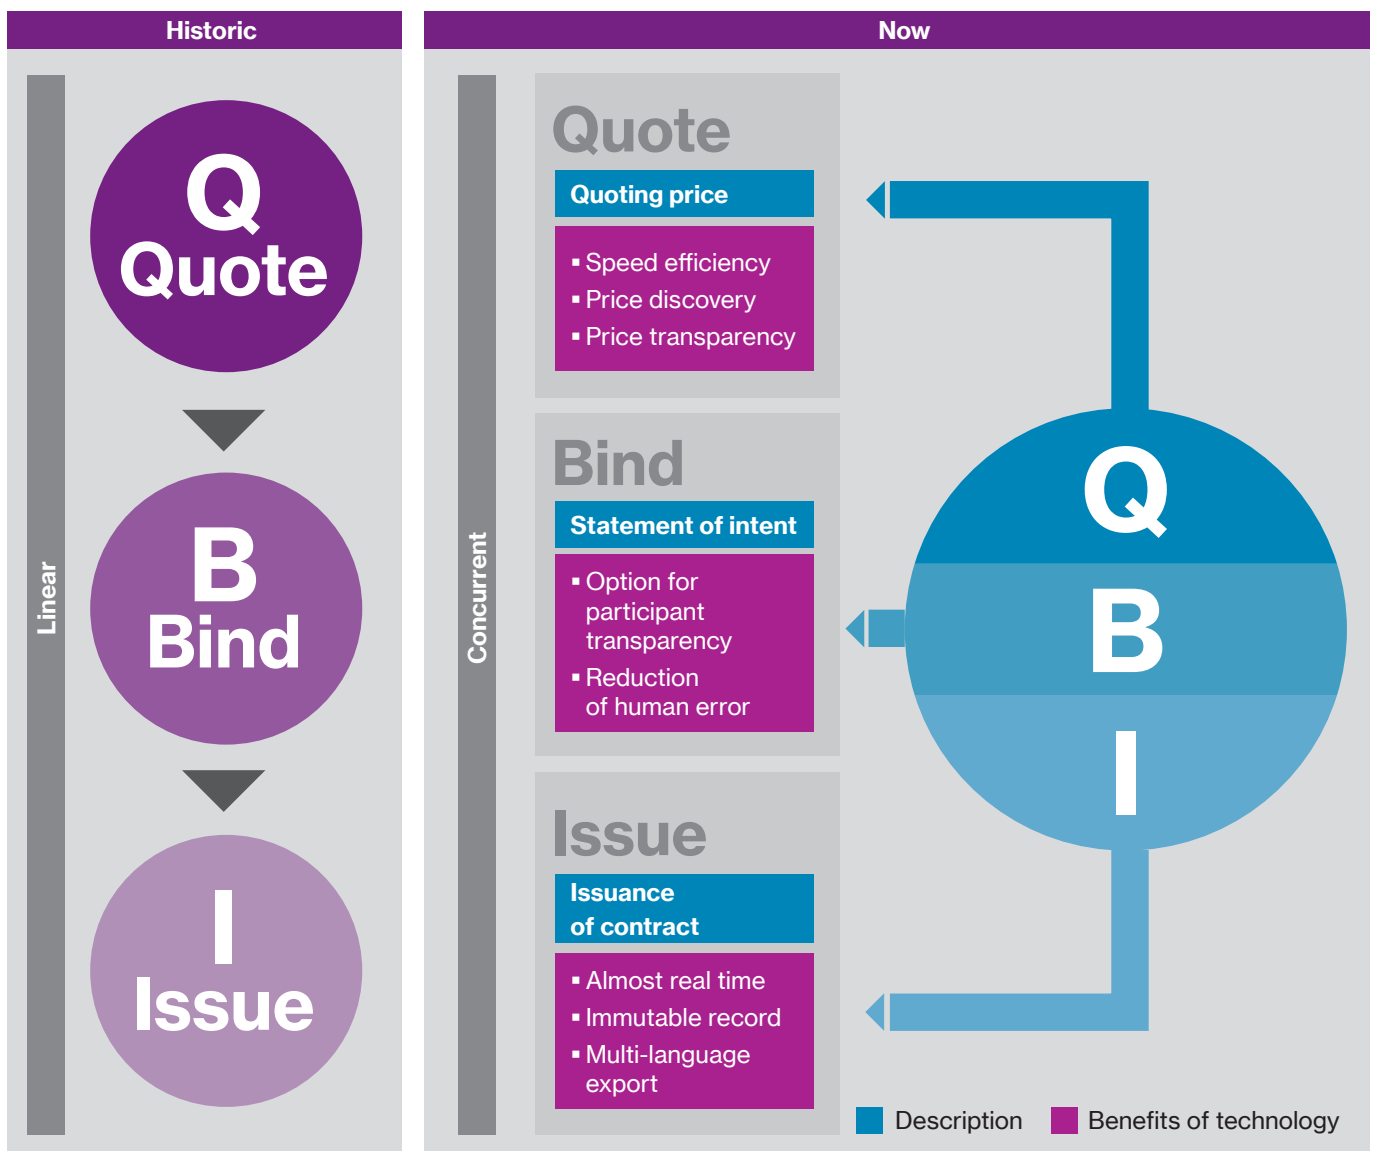 Historic
Linear
Q
Quote
B
Bind
I
Issue
Now
Concurrent
Quote
Quoting price
▪ Speed efficiency
▪ Price discovery
▪ Price transparency
Bind
Statement of intent
▪ Option for
participant
transparency
▪ Reduction
of human error
Issue
Issuance
of contract
▪ Almost real time
▪ Immutable record
▪ Multi-language
export
Q
B
I
Description
Benefits of technology